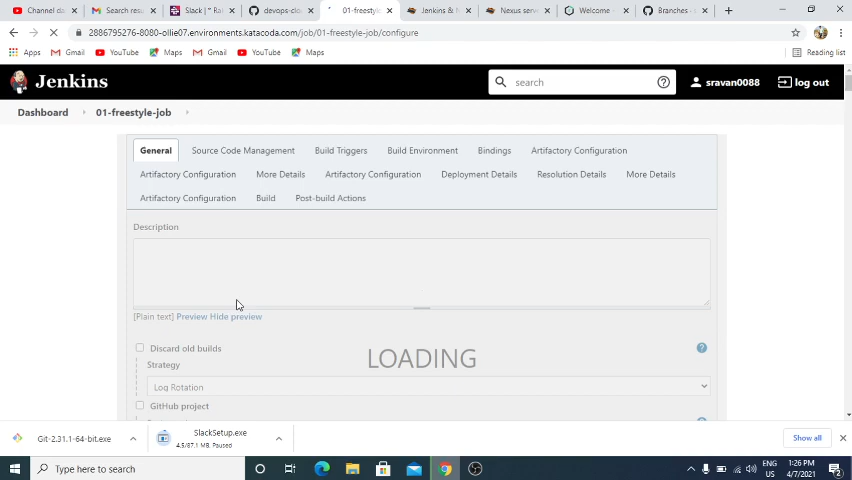 Channel da
Search resu
Slack | * Ra
devops-clou
01-freestyle
Jenkins & N
Nexus serve
Welcome -
Branches - a
2886795276-8080-ollie07.environments.katacoda.com/job/01-freestyle-job/configure
Apps
Gmail
YouTube
Maps
Gmail
YouTube
Maps
Reading list
Jenkins
search
sravan0088
log out
Dashboard
01-freestyle-job
General
Source Code Management
Build Triggers
Build Environment
Bindings
Artifactory Configuration
Artifactory Configuration
More Details
Artifactory Configuration
Deployment Details
Resolution Details
More Details
Artifactory Configuration
Build
Post-build Actions
Description
[Plain text] Preview Hide preview
Discard old builds
LOADING
Strategy
Log Rotation
GitHub project
Git-2.31.1-64-bit.exe
SlackSetup.exe
4.5/87.1 MB, Paused
Show all
Type here to search
ENG
US
1:26 PM
4/7/2021
2